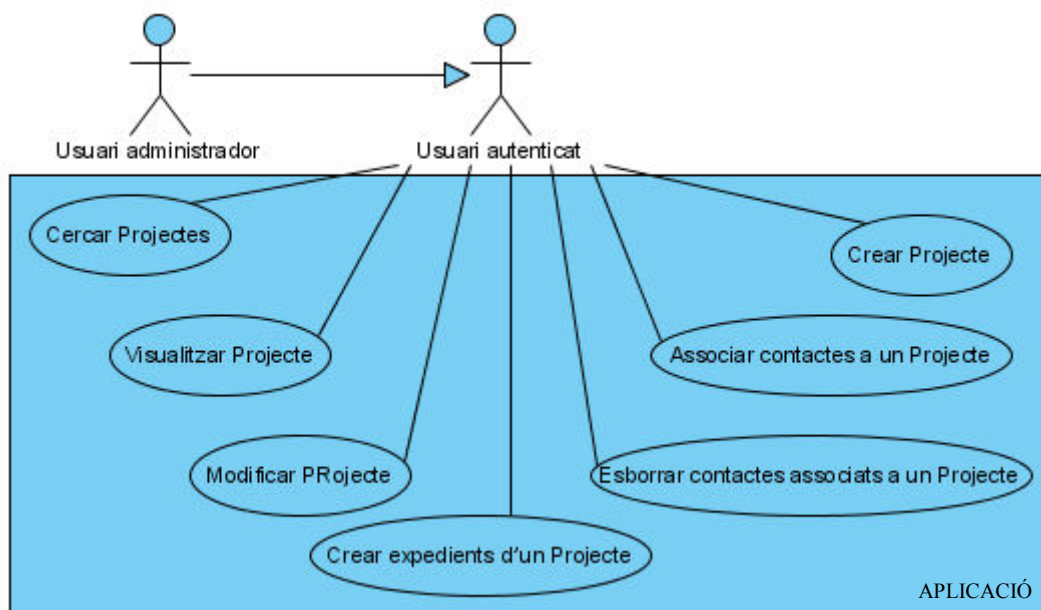 Usuari administrador
Usuari autenticat
Cercar Projectes
Crear Projecte
Visualitzar Projecte
Associar contactes a un Projecte
Modificar PRojecte
Esborrar contactes associats a un Projecte
Crear expedients d'un Projecte
APLICACIÓ